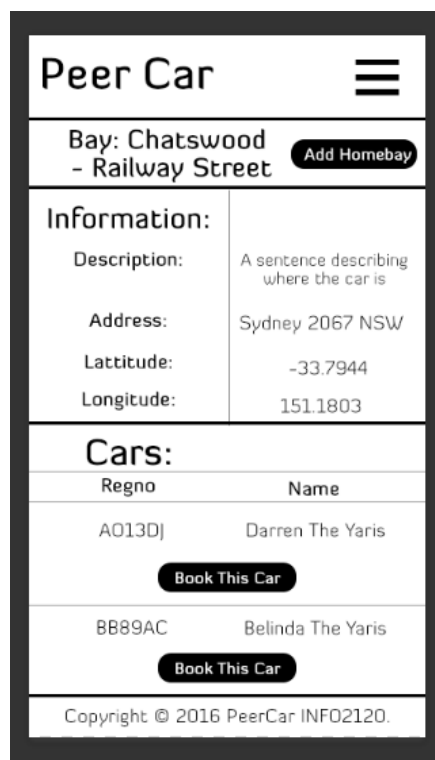 Peer Car
Bay: Chatswood
- Railway Street
Add Homebay
Information:
Description:
A sentence describing
where the car is
Address:
Sydney 2067 NSW
Lattitude:
-33.7944
Longitude:
151.1803
Cars:
Regno Name
A013DJ Darren The Yaris
Book This Car
BB89AC Belinda The Yaris
Book This Car
Copyright © 2016 PeerCar INFO2120.